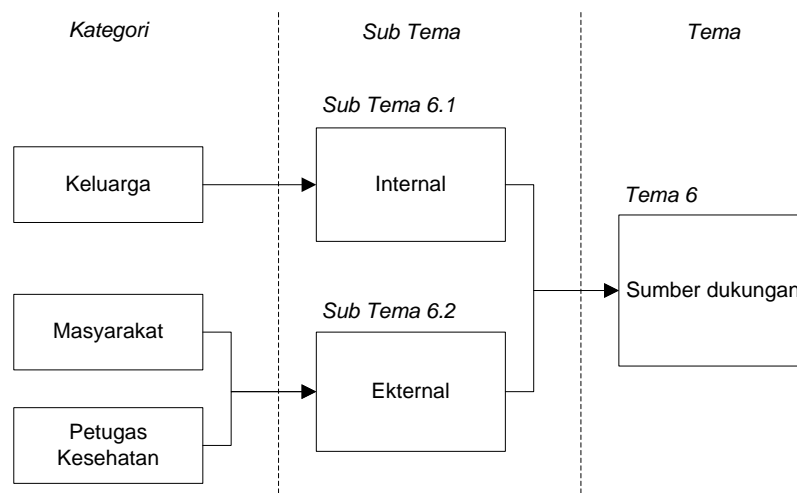 Kategori
Sub Tema
Tema
Sub Tema 6.1
Keluarga
Internal
Tema 6
Sumber dukungan
Masyarakat
Sub Tema 6.2
Ekternal
Petugas
Kesehatan